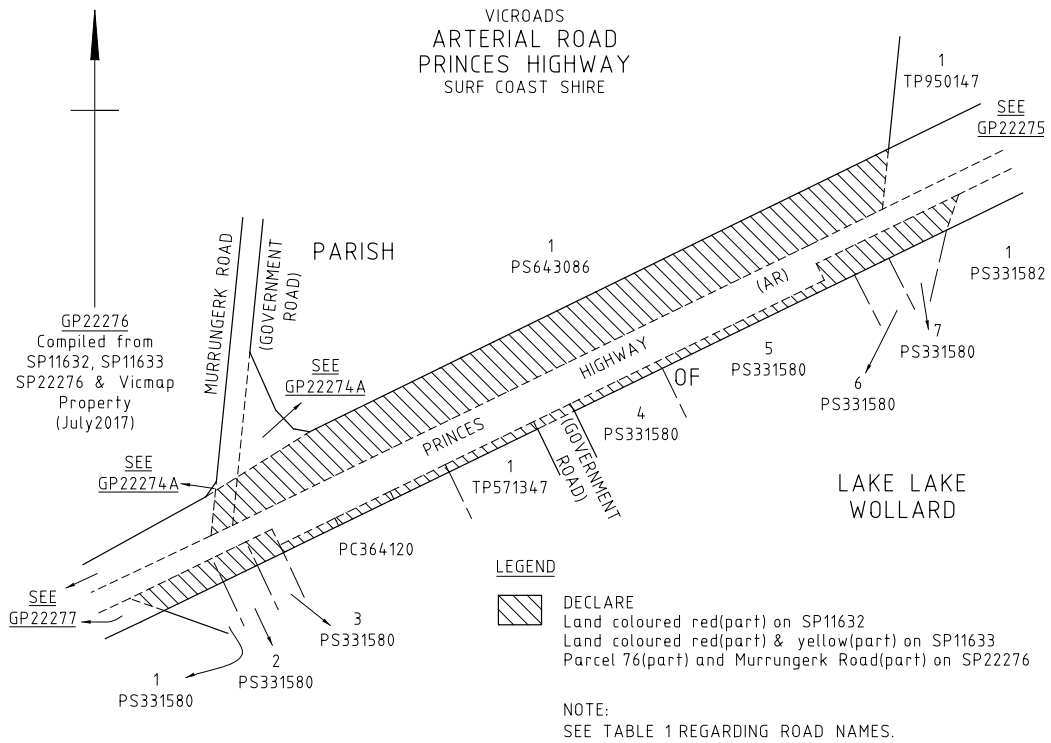 VICROADS
ARTERIAL ROAD
PRINCES HIGHWAY
SURF COAST SHIRE
1
TP950147
SEE
GP22275
PARISH
MURRUNGERK ROAD
(GOVERNMENT
ROAD)
1
PS643086
(AR)
1
PS331582
GP22276
Compiled from
SP11632, SP11633
SP22276 & Vicmap
Property
(July2017)
SEE
GP22274A
HIGHWAY
OF
5
PS331580
7
PS331580
6
PS331580
4
PS331580
PRINCES
SEE
GP22274A
1
TP571347
(GOVERNMENT
ROAD)
LAKE LAKE
WOLLARD
PC364120
SEE
GP22277
3
PS331580
2
PS331580
1
PS331580
LEGEND
DECLARE
Land coloured red(part) on SP11632
Land coloured red(part) & yellow(part) on SP11633
Parcel 76(part) and Murrungerk Road(part) on SP22276
NOTE:
SEE TABLE 1 REGARDING ROAD NAMES.